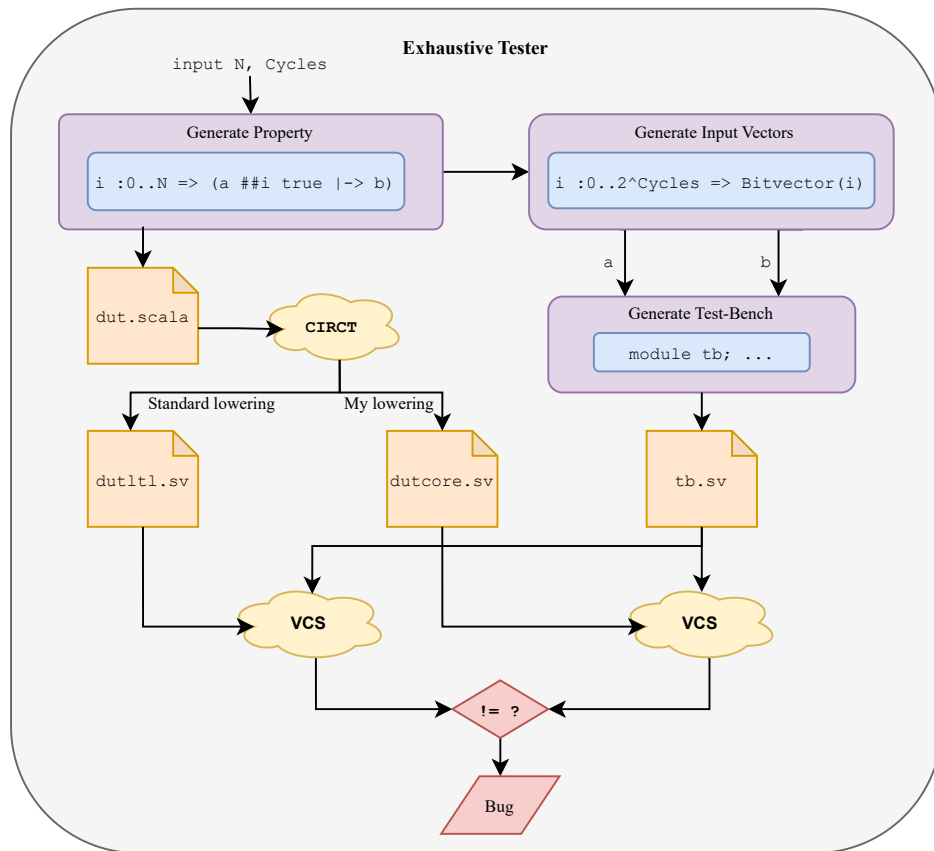 Exhaustive Tester
input N, Cycles
Generate Property
i :0..N => (a ##i true |-> b)
Generate Input Vectors
i :0..2^Cycles => Bitvector(i)
a
b
dut.scala
CIRCT
Generate Test-Bench
module tb; ...
Standard lowering
My lowering
dutltl.sv
dutcore.sv
tb.sv
VCS
VCS
!= ?
Bug